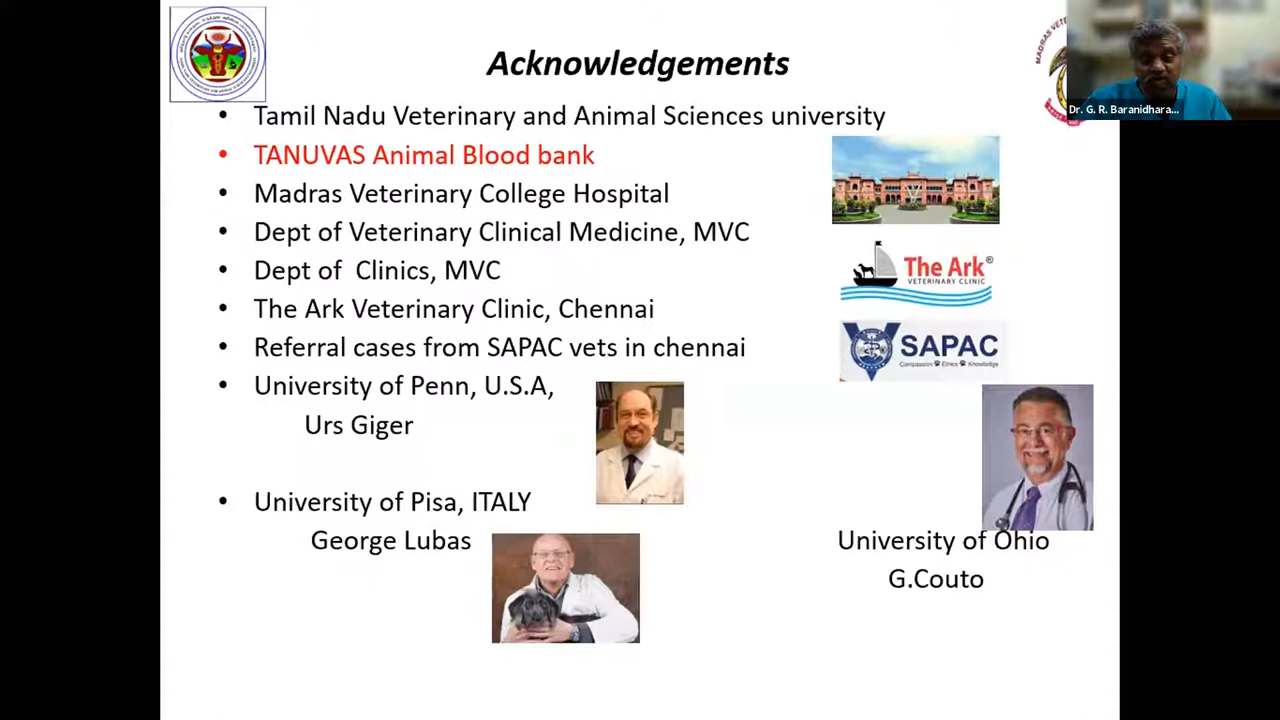 Acknowledgements
MADRAS VETE
Dr. G. R. Baranidhara...
Tamil Nadu Veterinary and Animal Sciences university
TANUVAS Animal Blood bank
Madras Veterinary College Hospital
Dept of Veterinary Clinical Medicine, MVC
Dept of Clinics, MVC
The Ark®
VETERINARY CLINIC
The Ark Veterinary Clinic, Chennai
Referral cases from SAPAC vets in chennai
SAPAC
Compassion Ethics Knowledge
University of Penn, U.S.A,
Urs Giger
University of Pisa, ITALY
George Lubas
University of Ohio
G.Couto